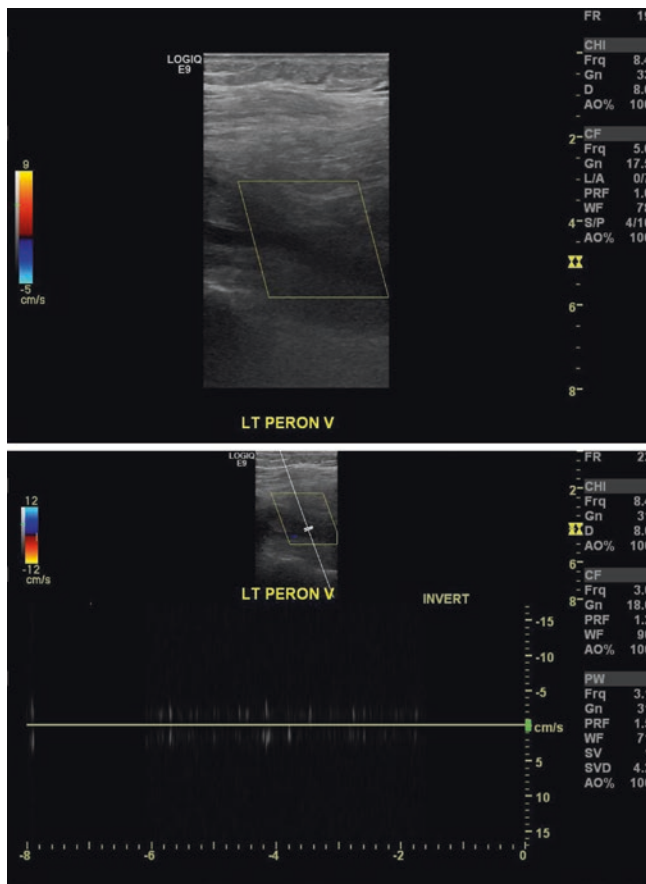 FR
CHI
Frq
Gn
D
AO%
CF
Frq
Gn
L/A
PRF
WF
S/P
AO%
LOGIQ
E9
9
-5
cm/s
2
4
6
8
LT PERON V
FR
CHI
Frq
Gn
D
AO%
CF
Frq
Gn
PRF
WF
AO%
PW
Frq
Gn
PRF
WF
SV
SVD
AO%
LOGIQ
E9
12
-12
cm/s
2
6
8
LT PERON V
INVERT
-15
-10
-5
cm/s
5
10
15
-8
-6
-4
-2
0